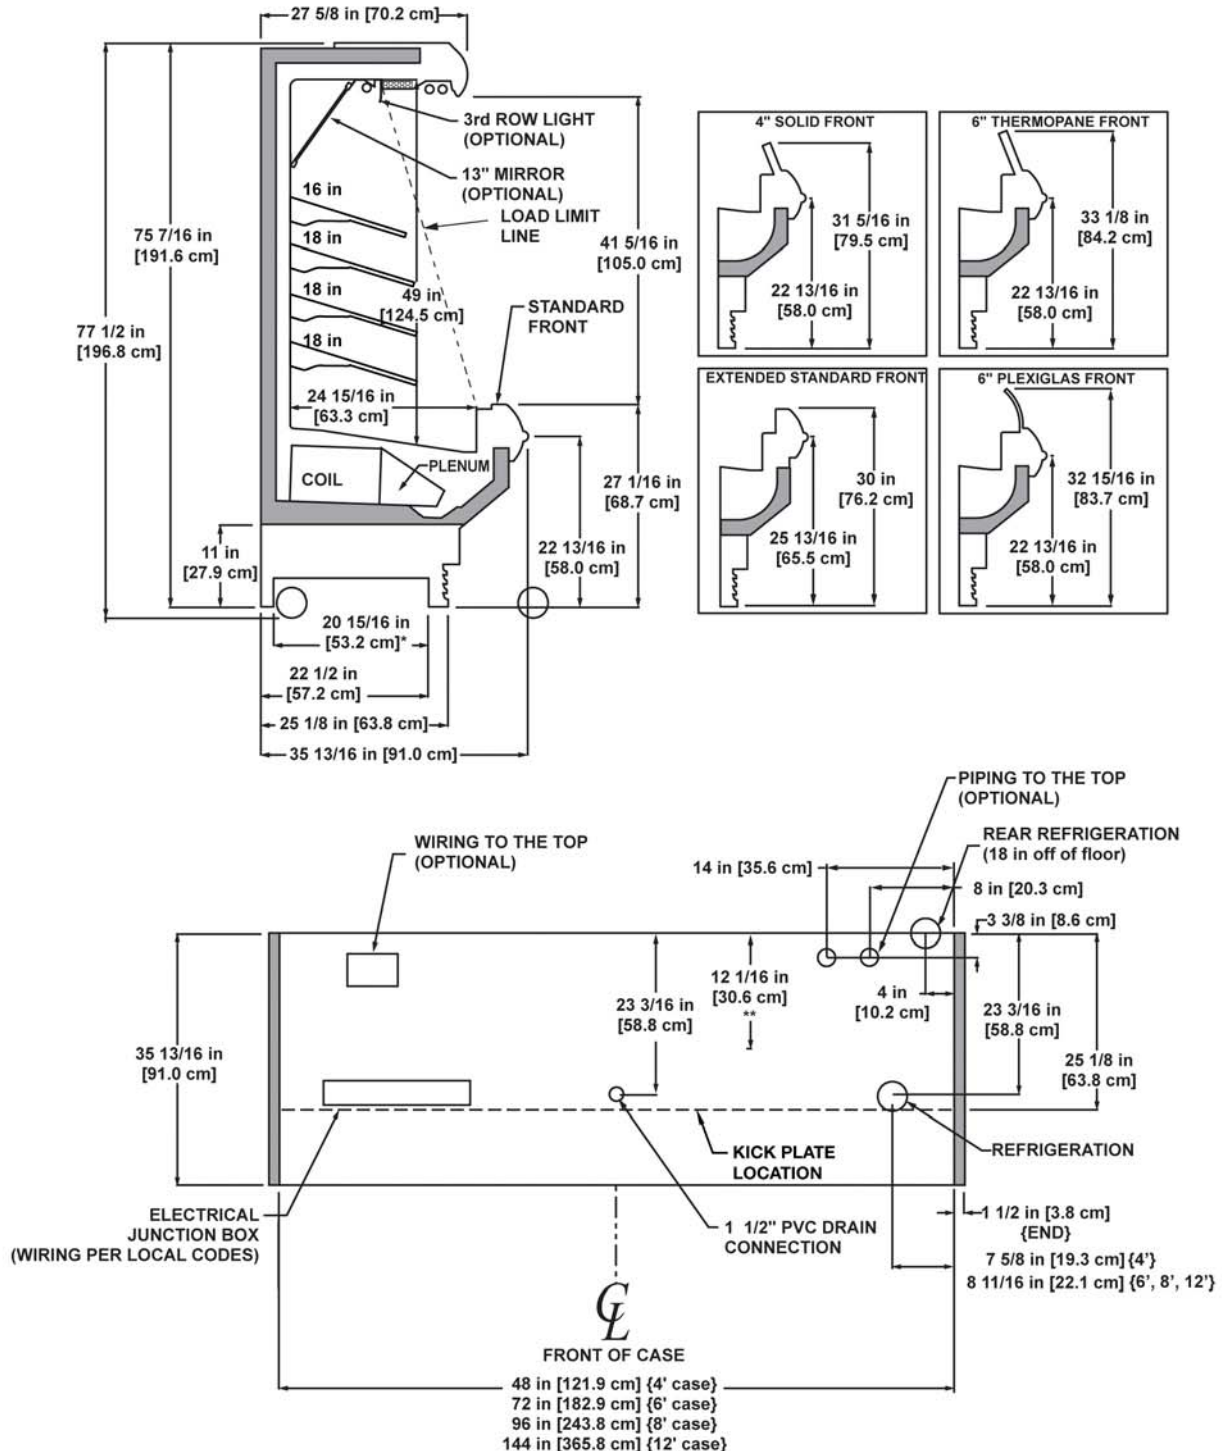 27 5/8 in [70.2 cm]
3rd ROW LIGHT
(OPTIONAL)
13" MIRROR
(OPTIONAL)
16 in
LOAD LIMIT
LINE
75 7/16 in
[191.6 cm]
18 in
41 5/16 in
[105.0 cm]
18 in
49 in
[124.5 cm]
STANDARD
FRONT
77 1/2 in
[196.8 cm]
18 in
24 15/16 in
[63.3 cm]
COIL
PLENUM
27 1/16 in
[68.7 cm]
11 in
[27.9 cm]
22 13/16 in
[58.0 cm]
20 15/16 in
[53.2 cm]*
22 1/2 in
[57.2 cm]
25 1/8 in [63.8 cm]
35 13/16 in [91.0 cm]
4" SOLID FRONT
31 5/16 in
[79.5 cm]
22 13/16 in
[58.0 cm]
6" THERMOPANE FRONT
33 1/8 in
[84.2 cm]
22 13/16 in
[58.0 cm]
EXTENDED STANDARD FRONT
30 in
[76.2 cm]
25 13/16 in
[65.5 cm]
6" PLEXIGLAS FRONT
32 15/16 in
[83.7 cm]
22 13/16 in
[58.0 cm]
PIPING TO THE TOP
(OPTIONAL)
WIRING TO THE TOP
(OPTIONAL)
REAR REFRIGERATION
(18 in off of floor)
14 in [35.6 cm]
8 in [20.3 cm]
3 3/8 in [8.6 cm]
12 1/16 in
[30.6 cm]
**
4 in
[10.2 cm]
23 3/16 in
[58.8 cm]
23 3/16 in
[58.8 cm]
35 13/16 in
[91.0 cm]
25 1/8 in
[63.8 cm]
KICK PLATE
LOCATION
REFRIGERATION
ELECTRICAL
JUNCTION BOX
(WIRING PER LOCAL CODES)
1 1/2" PVC DRAIN
CONNECTION
1 1/2 in [3.8 cm]
{END}
7 5/8 in [19.3 cm] {4'}
8 11/16 in [22.1 cm] {6', 8', 12'}
CL
FRONT OF CASE
48 in [121.9 cm] {4' case}
72 in [182.9 cm] {6' case}
96 in [243.8 cm] {8' case}
144 in [365.8 cm] {12' case}